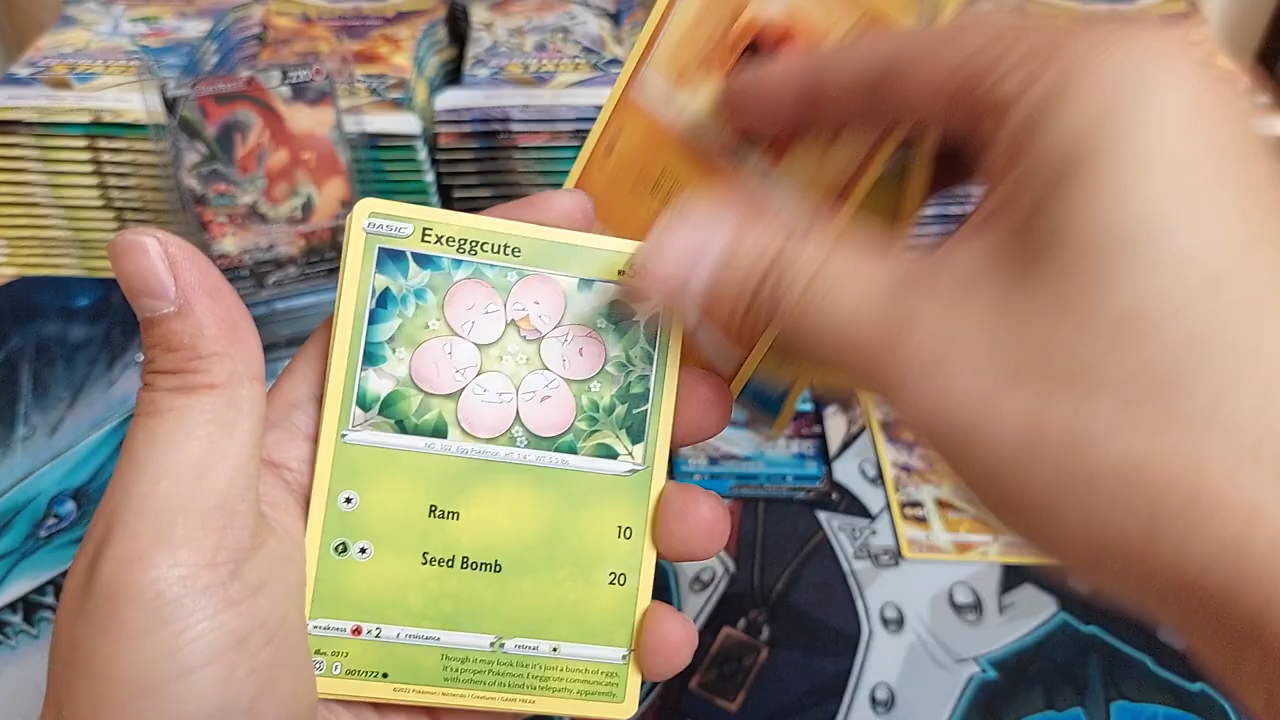 BASIC Exeggcute HP 5
NO. 102 Egg Pokémon HT: 1'4" WT: 5.5 lbs
Ram 10
Seed Bomb 20
weakness ×2 resistance retreat
Illus. 0313
F 001/172
Though it may look like it's just a bunch of eggs,
it's a proper Pokémon. Exeggcute communicates
with others of its kind via telepathy, apparently.
©2022 Pokémon / Nintendo / Creatures / GAME FREAK